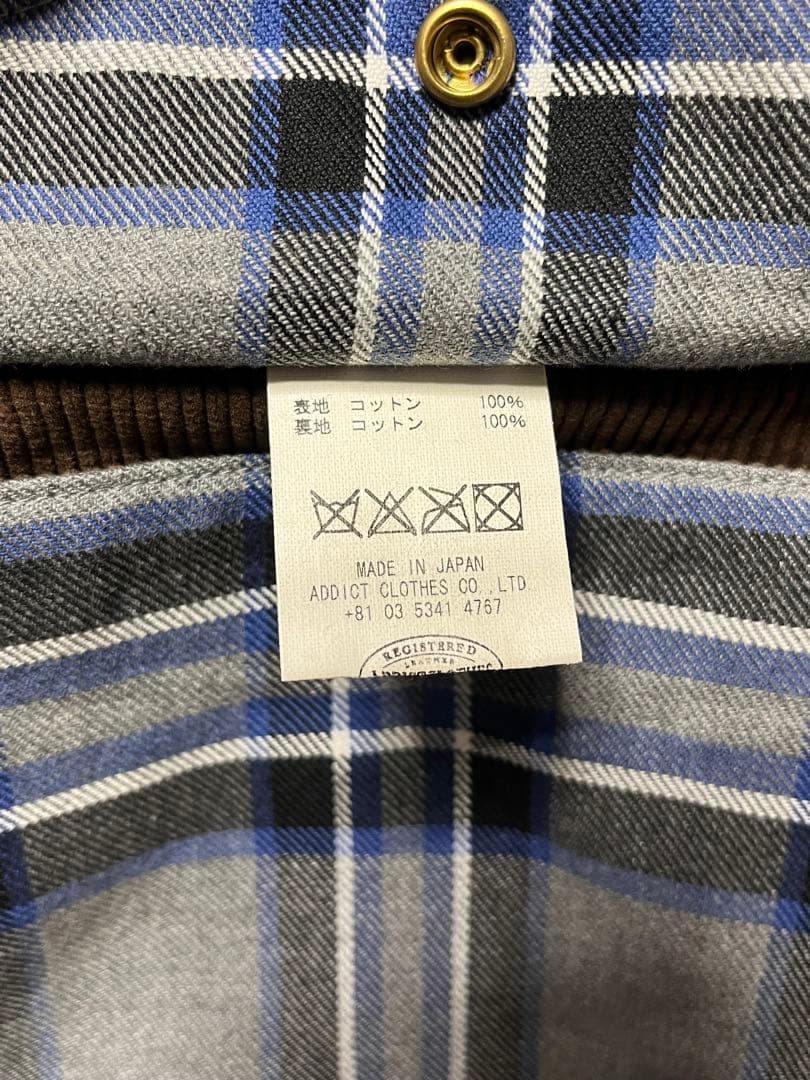 表地 コットン 100%
裏地 コットン 100%
MADE IN JAPAN
ADDICT CLOTHES CO .,LTD
+81 03 5341 4767
REGISTERED
LEATHER